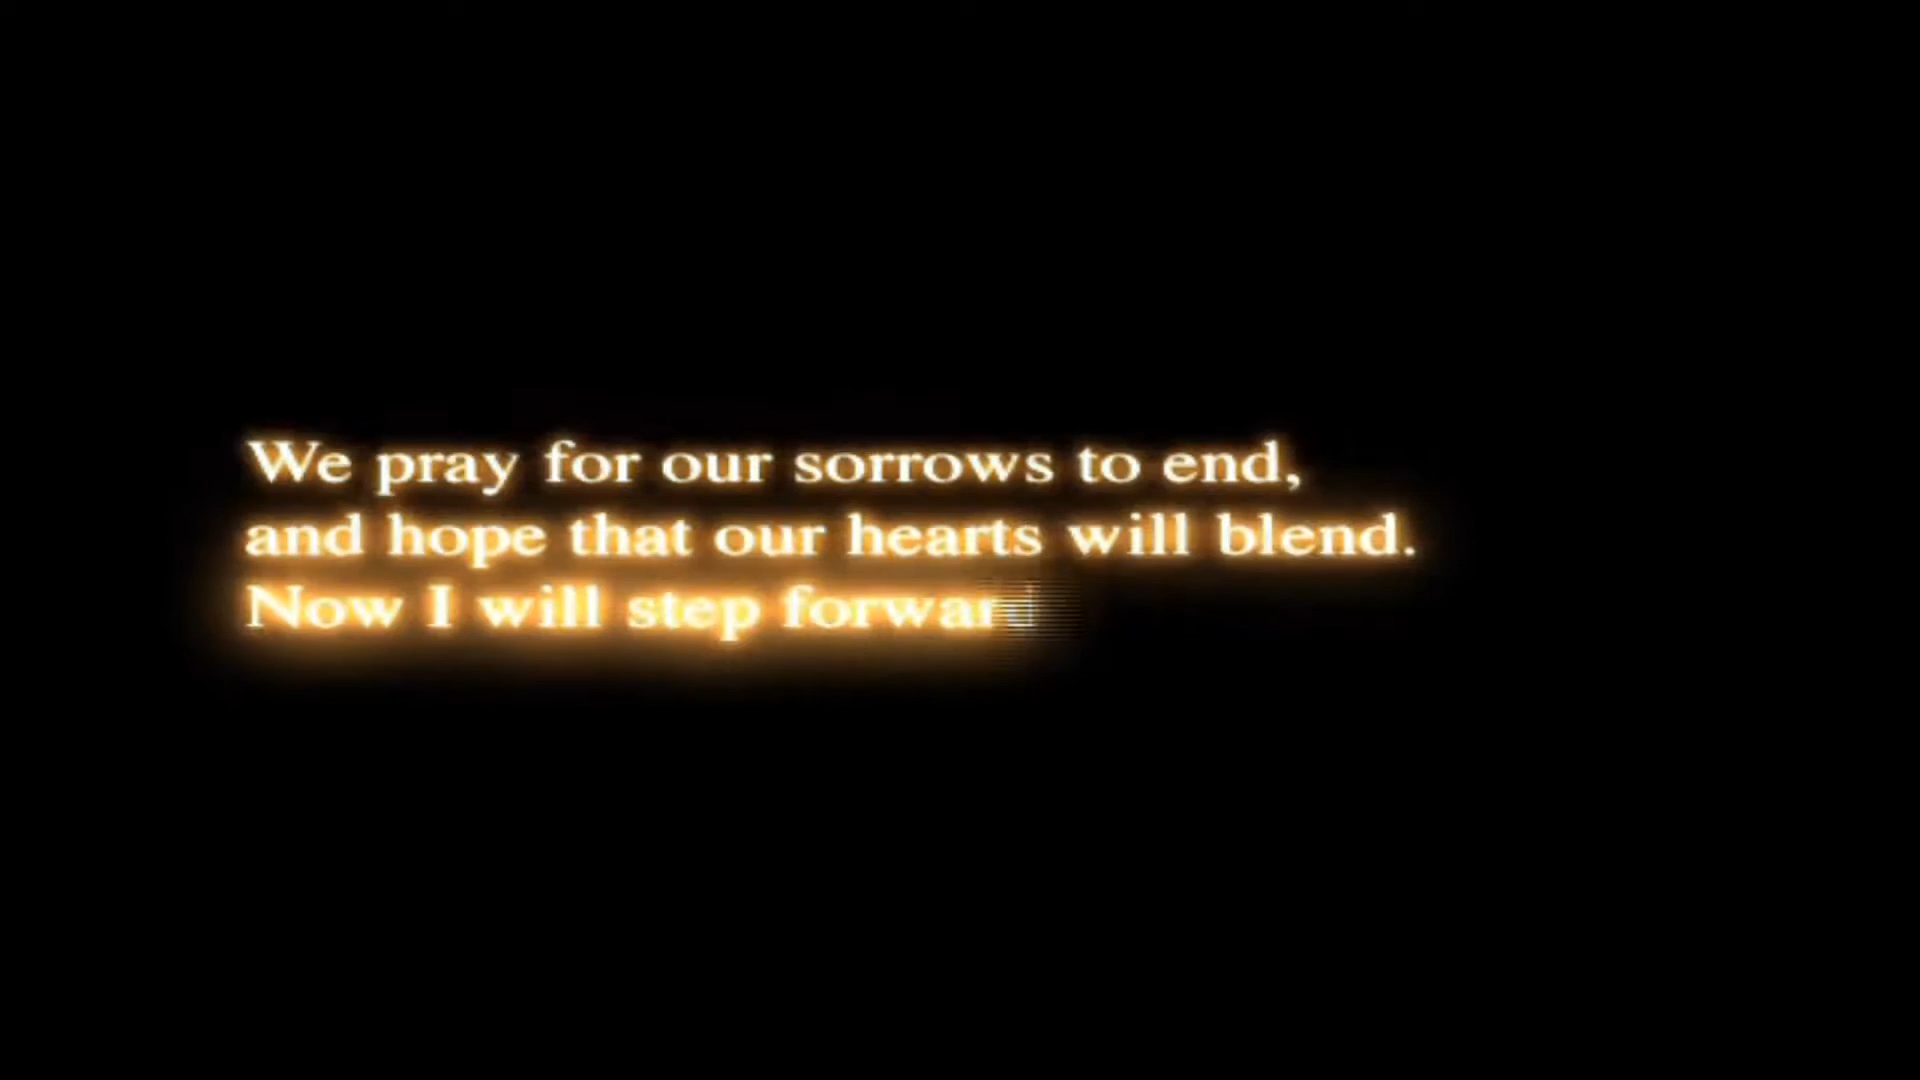 We pray for our sorrows to end,
and hope that our hearts will blend.
Now I will step forward